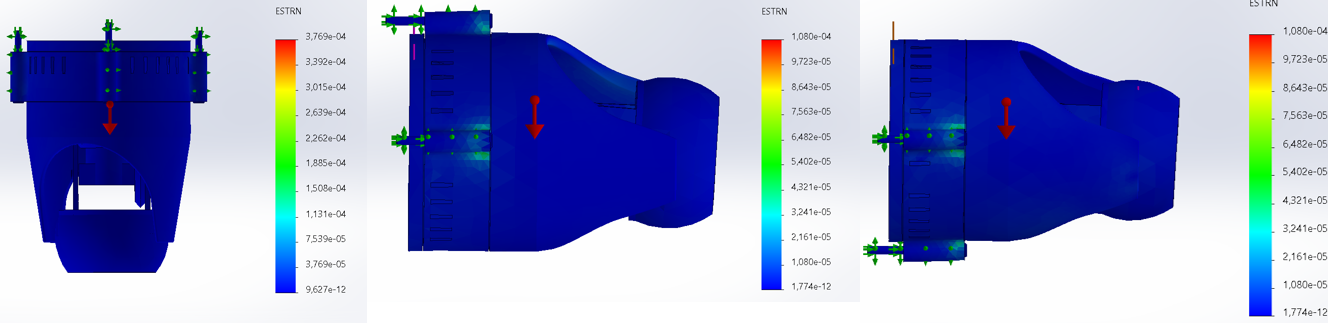 ESTRN
3,769e-04
3,392e-04
3,015e-04
2,639e-04
2,262e-04
1,885e-04
1,508e-04
1,131e-04
7,539e-05
3,769e-05
9,627e-12
ESTRN
1,080e-04
9,723e-05
8,643e-05
7,563e-05
6,482e-05
5,402e-05
4,321e-05
3,241e-05
2,161e-05
1,080e-05
1,774e-12
ESTRN
1,080e-04
9,723e-05
8,643e-05
7,563e-05
6,482e-05
5,402e-05
4,321e-05
3,241e-05
2,161e-05
1,080e-05
1,774e-12